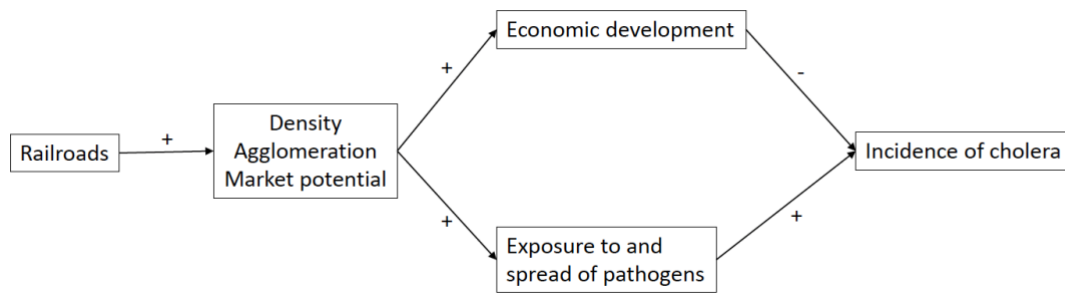 Railroads
+
Density
Agglomeration
Market potential
+
+
Economic development
Exposure to and
spread of pathogens
-
+
Incidence of cholera